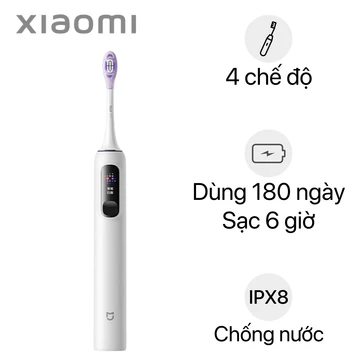 xiaomi
4 chế độ
Dùng 180 ngày
Sạc 6 giờ
IPX8
Chống nước